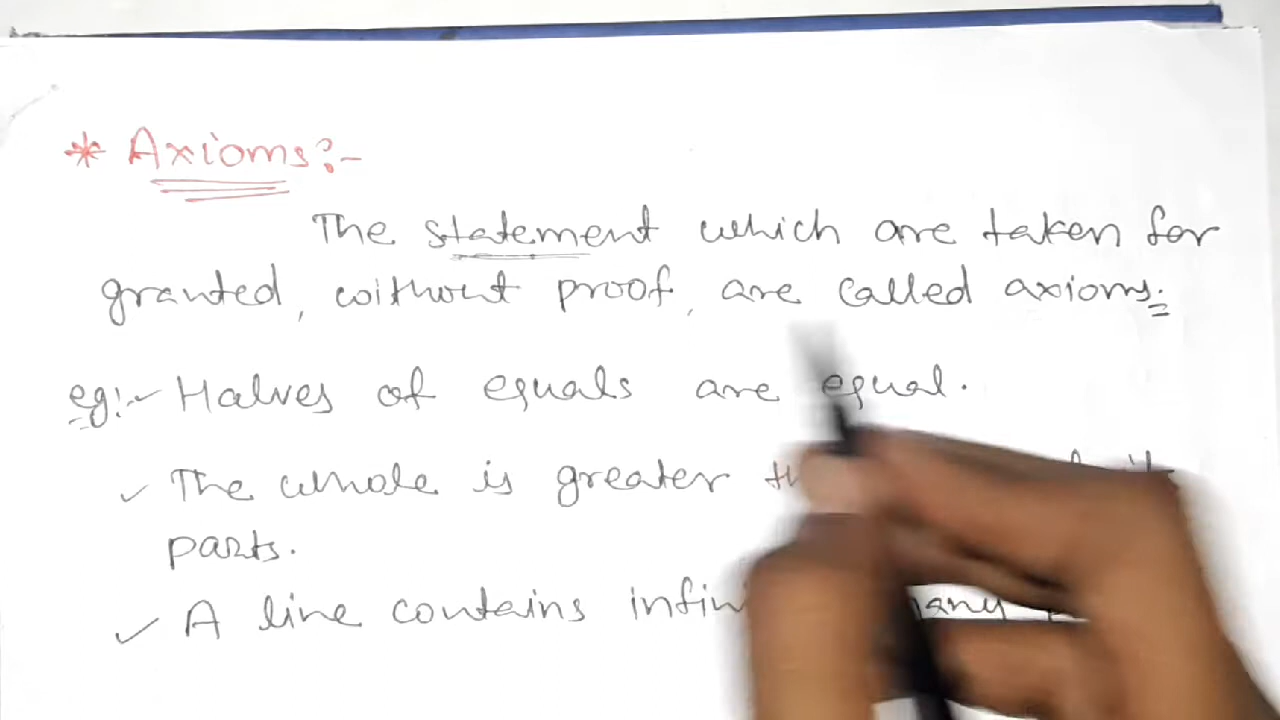 * Axioms:-
The statement which are taken for
granted, without proof, are called axioms.
eg:- Halves of equals are equal.
✓ The whole is greater
parts.
✓ A line contains many